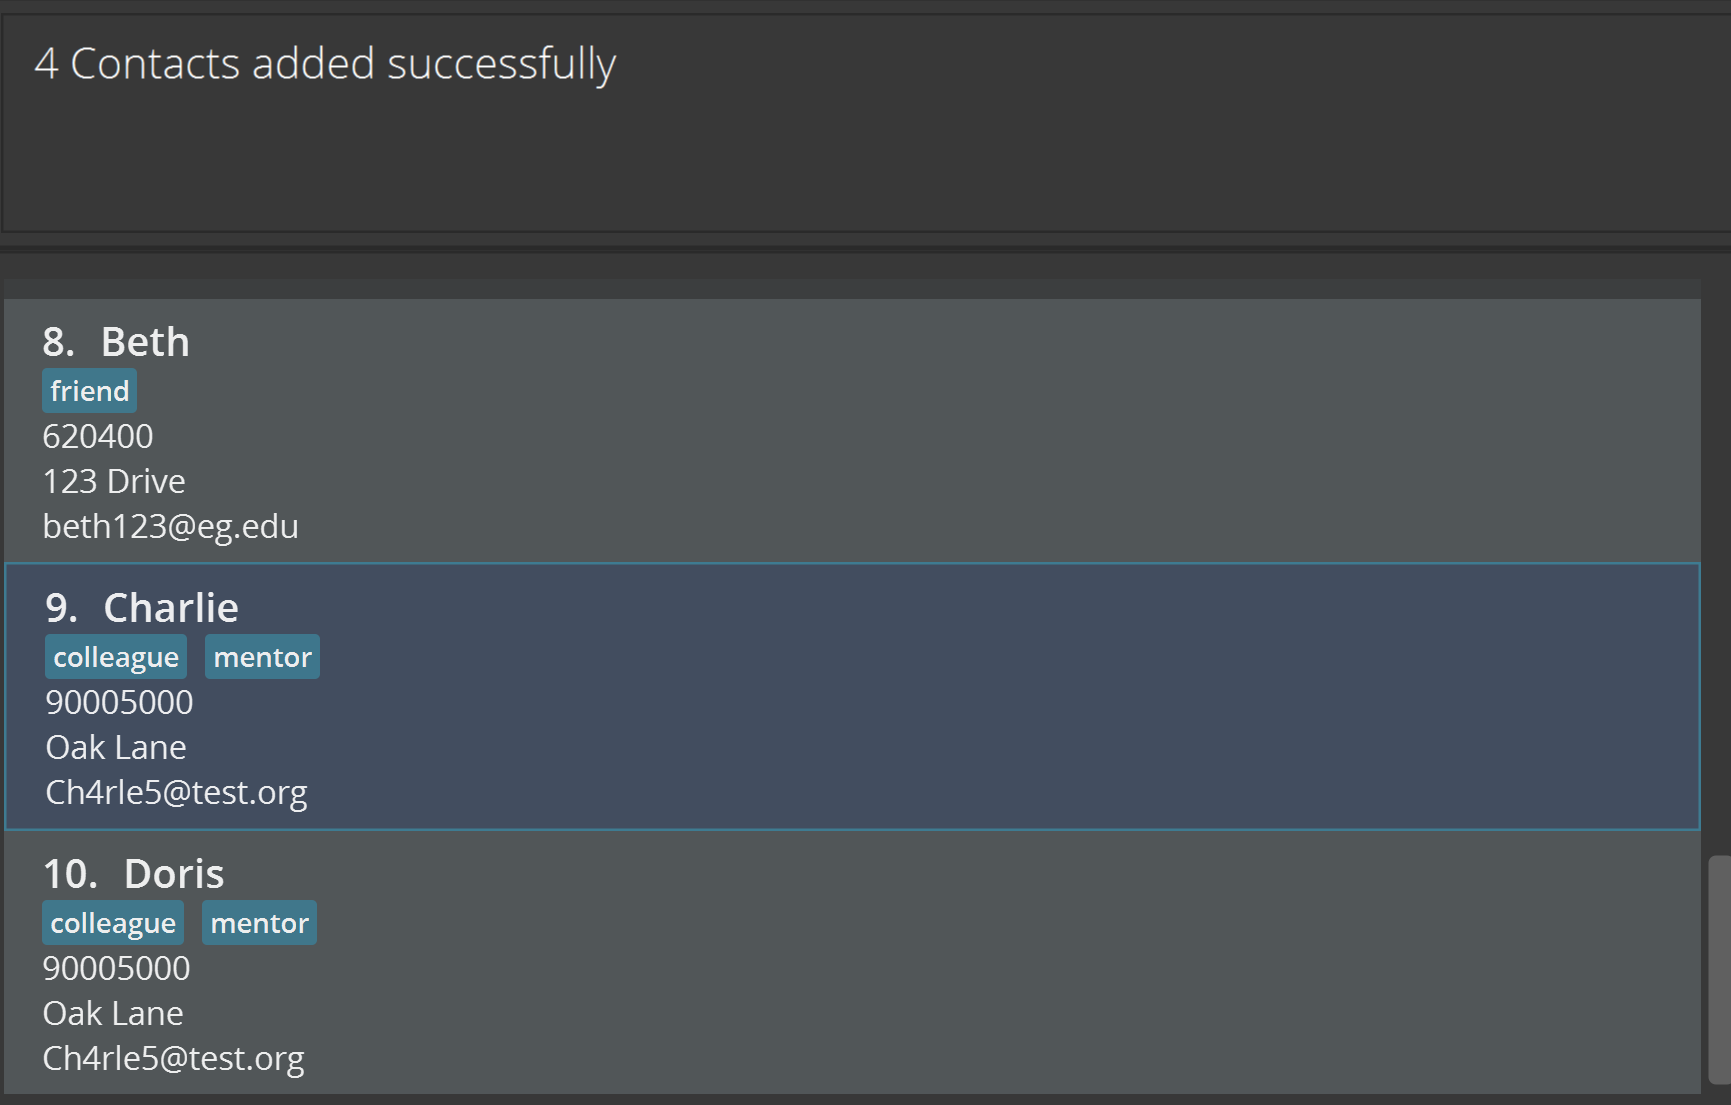 4 Contacts added successfully
8. Beth
friend
620400
123 Drive
beth123@eg.edu
9. Charlie
colleague mentor
90005000
Oak Lane
Ch4rle5@test.org
10. Doris
colleague mentor
90005000
Oak Lane
Ch4rle5@test.org